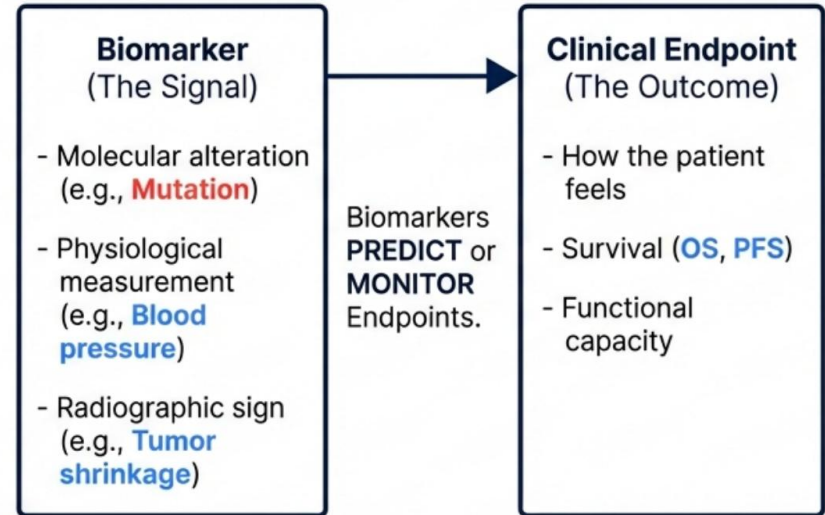 Biomarker
(The Signal)
- Molecular alteration
(e.g., Mutation)
- Physiological
measurement
(e.g., Blood
pressure)
- Radiographic sign
(e.g., Tumor
shrinkage)
Biomarkers
PREDICT or
MONITOR
Endpoints.
Clinical Endpoint
(The Outcome)
- How the patient
feels
- Survival (OS, PFS)
- Functional
capacity